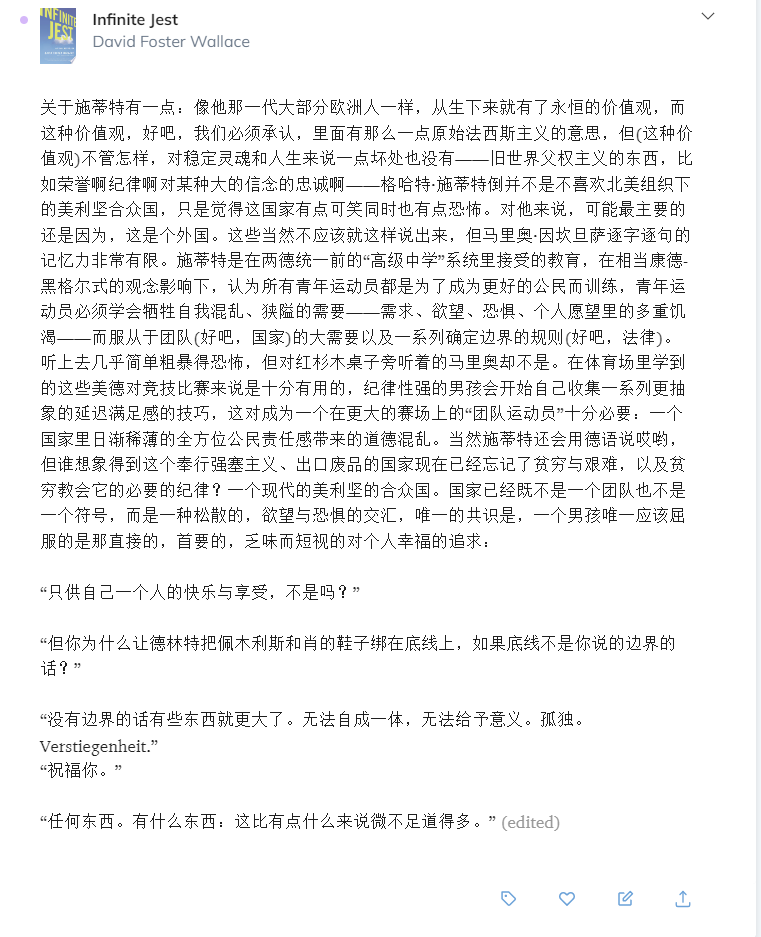 INFINITE
JEST
Infinite Jest
David Foster Wallace
关于施蒂特有一点：像他那一代大部分欧洲人一样，从生下来就有了永恒的价值观，而
这种价值观，好吧，我们必须承认，里面有那么一点原始法西斯主义的意思，但(这种价
值观)不管怎样，对稳定灵魂和人生来说一点坏处也没有——旧世界父权主义的东西，比
如荣誉啊纪律啊对某种大的信念的忠诚啊——格哈特·施蒂特倒并不是不喜欢北美组织下
的美利坚合众国，只是觉得这国家有点可笑同时也有点恐怖。对他来说，可能最主要的
还是因为，这是个外国。这些当然不应该就这样说出来，但马里奥·因坎旦萨逐字逐句的
记忆力非常有限。施蒂特是在两德统一前的“高级中学”系统里接受的教育，在相当康德-
黑格尔式的观念影响下，认为所有青年运动员都是为了成为更好的公民而训练，青年运
动员必须学会牺牲自我混乱、狭隘的需要——需求、欲望、恐惧、个人愿望里的多重饥
渴——而服从于团队(好吧，国家)的大需要以及一系列确定边界的规则(好吧，法律)。
听上去几乎简单粗暴得恐怖，但对红杉木桌子旁听着的马里奥却不是。在体育场里学到
的这些美德对竞技比赛来说是十分有用的，纪律性强的男孩会开始自己收集一系列更抽
象的延迟满足感的技巧，这对成为一个在更大的赛场上的“团队运动员”十分必要：一个
国家里日渐稀薄的全方位公民责任感带来的道德混乱。当然施蒂特还会用德语说哎哟，
但谁想象得到这个奉行强塞主义、出口废品的国家现在已经忘记了贫穷与艰难，以及贫
穷教会它的必要的纪律？一个现代的美利坚的合众国。国家已经既不是一个团队也不是
一个符号，而是一种松散的，欲望与恐惧的交汇，唯一的共识是，一个男孩唯一应该屈
服的是那直接的，首要的，乏味而短视的对个人幸福的追求：
“只供自己一个人的快乐与享受，不是吗？”
“但你为什么让德林特把佩木利斯和肖的鞋子绑在底线上，如果底线不是你说的边界的
话？”
“没有边界的话有些东西就更大了。无法自成一体，无法给予意义。孤独。
Verstiegenheit.”
“祝福你。”
“任何东西。有什么东西：这比有点什么来说微不足道得多。” (edited)